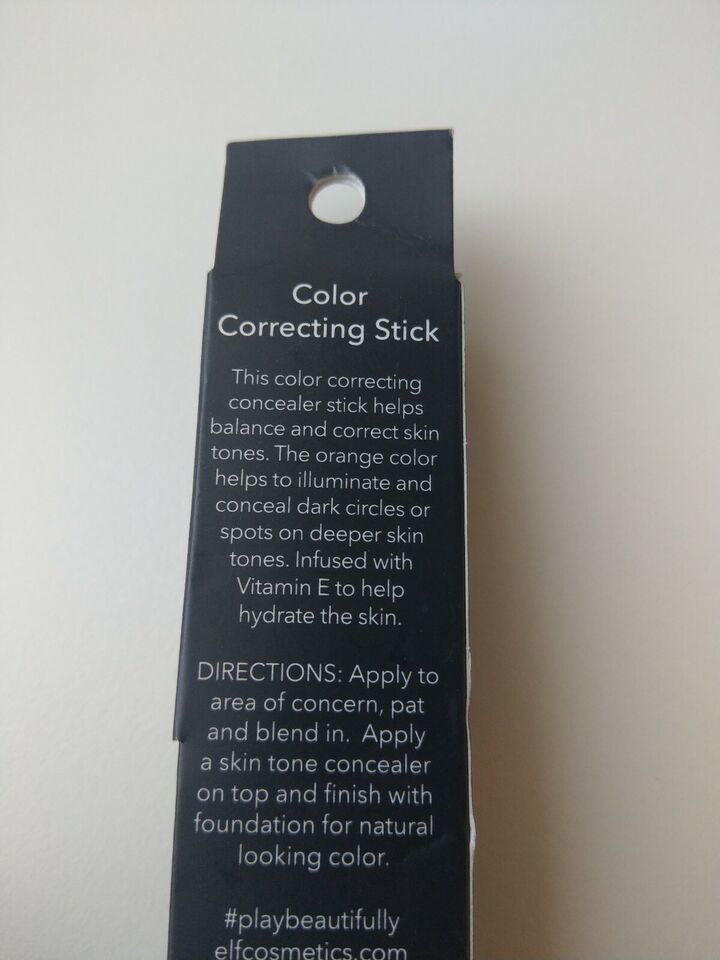 Color
Correcting Stick
This color correcting
concealer stick helps
balance and correct skin
tones. The orange color
helps to illuminate and
conceal dark circles or
spots on deeper skin
tones. Infused with
Vitamin E to help
hydrate the skin.
DIRECTIONS: Apply to
area of concern, pat
and blend in. Apply
a skin tone concealer
on top and finish with
foundation for natural
looking color.
#playbeautifully
elfcosmetics.com